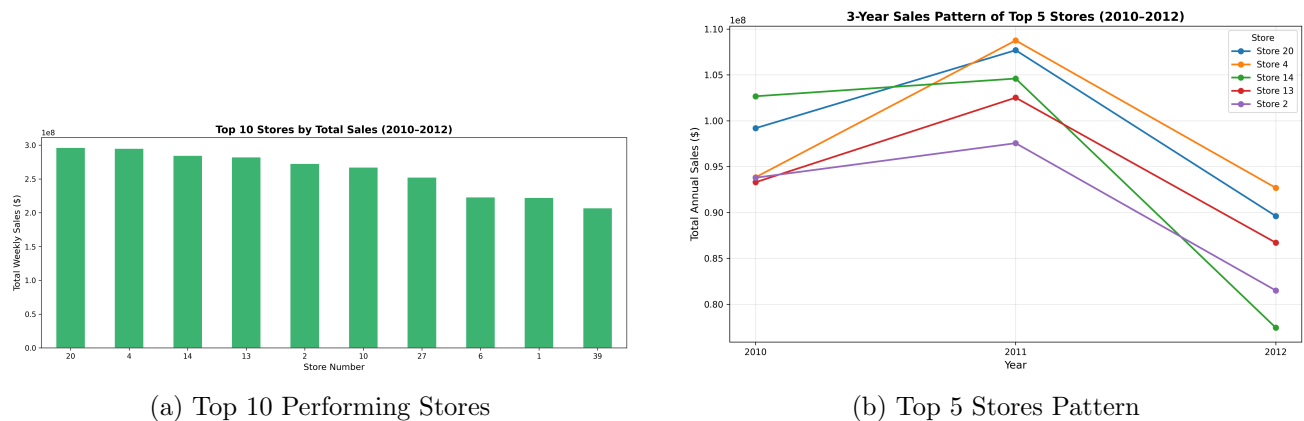 Top 10 Stores by Total Sales (2010–2012)
1e8
Total Weekly Sales ($)
3.0
2.5
2.0
1.5
1.0
0.5
0.0
20 4 14 13 2 10 27 6 1 39
Store Number
(a) Top 10 Performing Stores
3-Year Sales Pattern of Top 5 Stores (2010–2012)
1e8
Total Annual Sales ($)
1.10
1.05
1.00
0.95
0.90
0.85
0.80
Store
Store 20
Store 4
Store 14
Store 13
Store 2
2010 2011 2012
Year
(b) Top 5 Stores Pattern